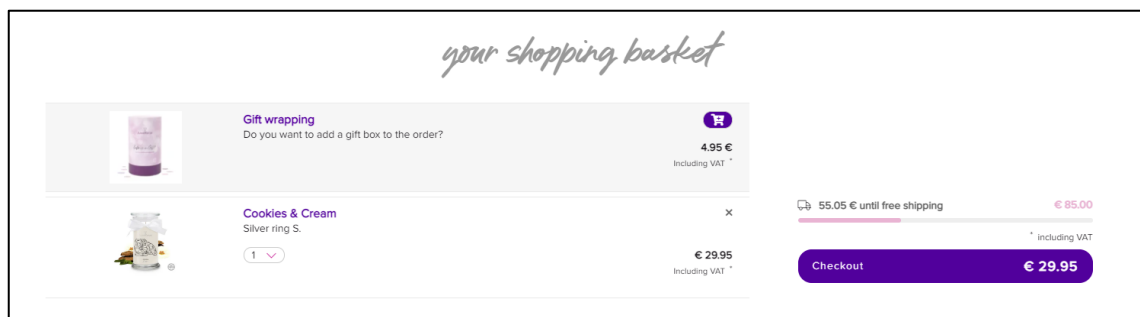 your shopping basket
Gift wrapping
Do you want to add a gift box to the order?
4.95 €
Including VAT *
Cookies & Cream
Silver ring S.
1
€ 29.95
Including VAT *
55.05 € until free shipping € 85.00
* including VAT
Checkout € 29.95